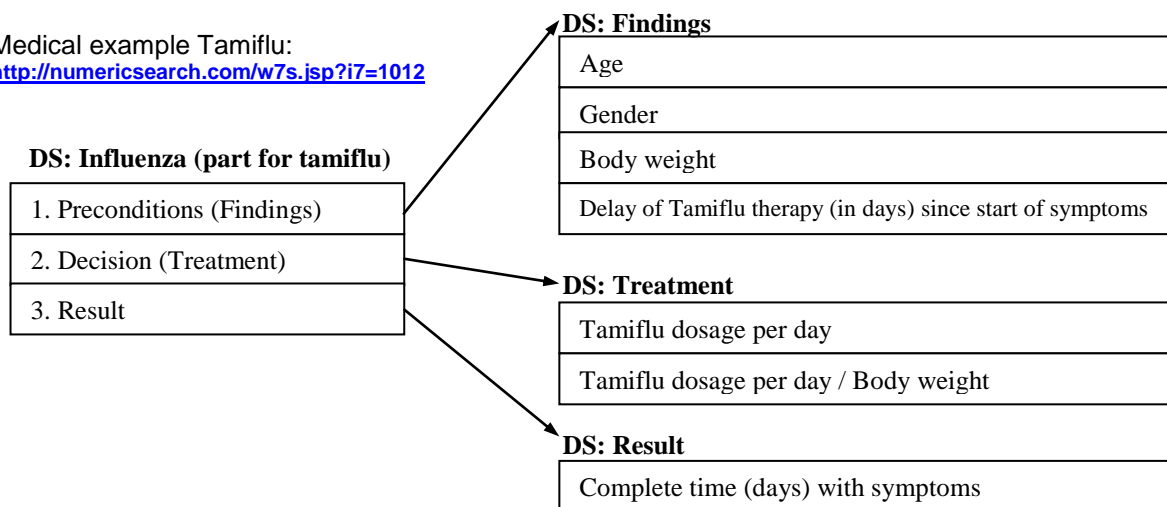 Medical example Tamiflu:
http://numericsearch.com/w7s.jsp?i7=1012
DS: Influenza (part for tamiflu)
1. Preconditions (Findings)
2. Decision (Treatment)
3. Result
DS: Findings
Age
Gender
Body weight
Delay of Tamiflu therapy (in days) since start of symptoms
DS: Treatment
Tamiflu dosage per day
Tamiflu dosage per day / Body weight
DS: Result
Complete time (days) with symptoms